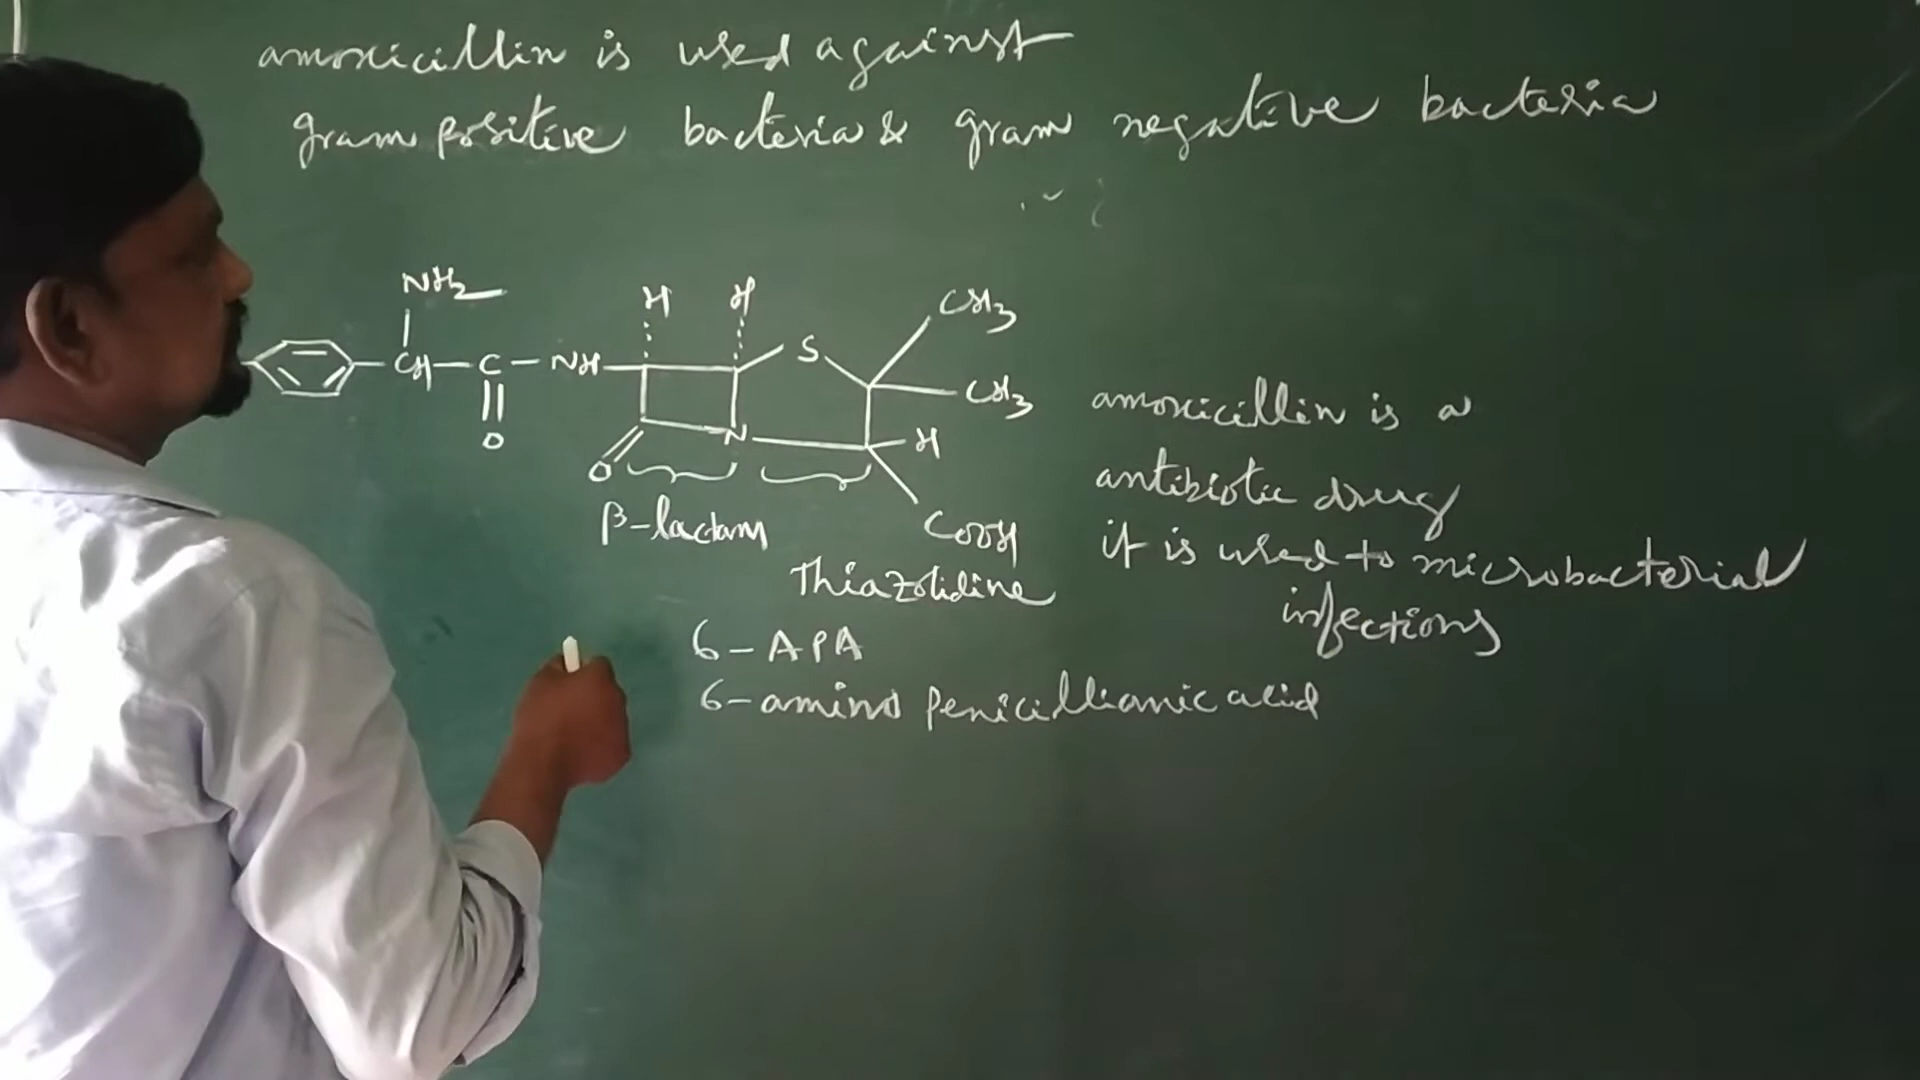 amoxicillin is used against
gram positive bacteria & gram negative bacteria
NH2
H H
CH3
S
CH — C — NH
CH3
O
N
H
O
β-lactam
COOH
Thiazolidine
amoxicillin is a
antibiotic drug
it is used to microbacterial
infections
6-APA
6-amino penicillianic acid